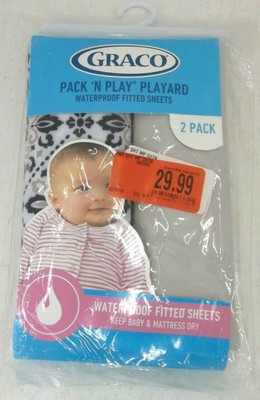 GRACO
PACK 'N PLAY® PLAYARD
WATERPROOF FITTED SHEETS
2 PACK
29.99
WATERPROOF FITTED SHEETS
KEEP BABY & MATTRESS DRY